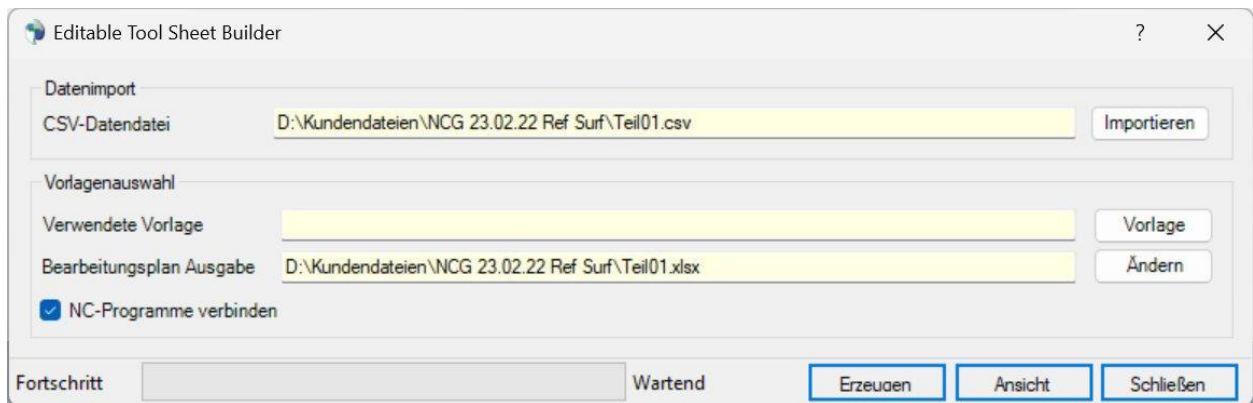 Editable Tool Sheet Builder ?
Datenimport
CSV-Datendatei D:\Kundendateien\NCG 23.02.22 Ref Surf\Teil01.csv Importieren
Vorlagenauswahl
Verwendete Vorlage Vorlage
Bearbeitungsplan Ausgabe D:\Kundendateien\NCG 23.02.22 Ref Surf\Teil01.xlsx Ändern
NC-Programme verbinden
Fortschritt Wartend Erzeugen Ansicht Schließen